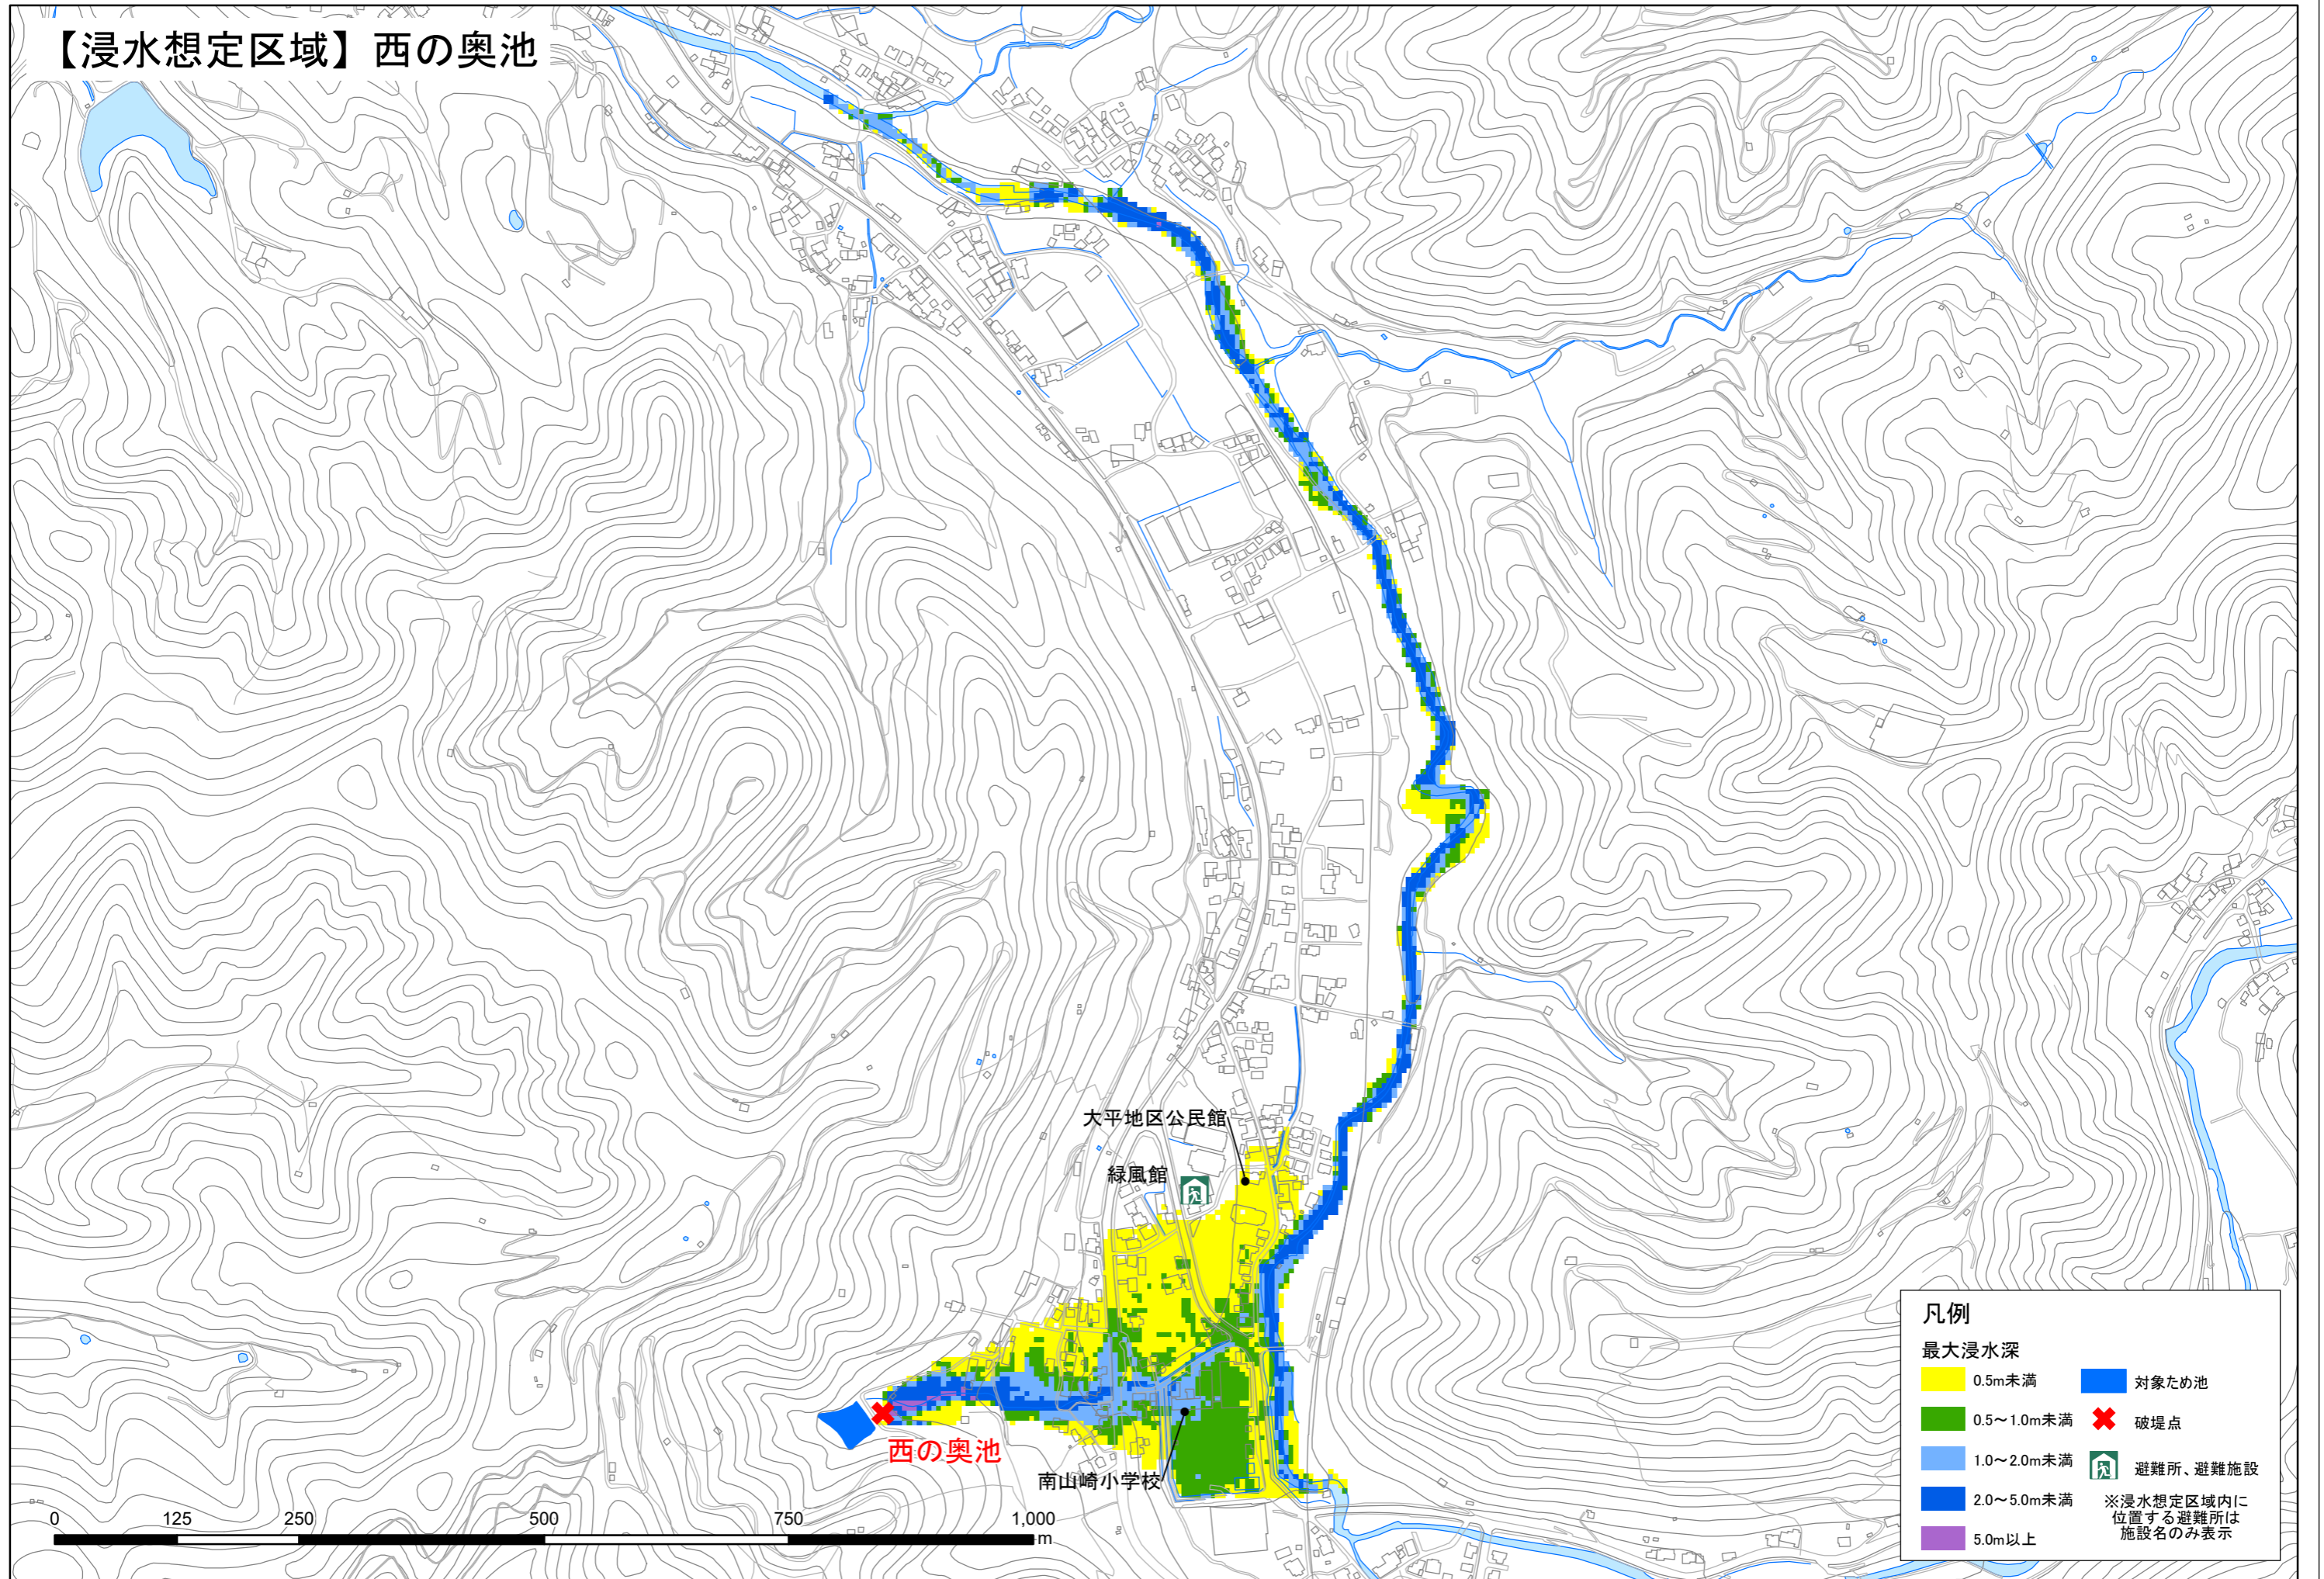 【浸水想定区域】西の奥池
大平地区公民館
緑風館
西の奥池
南山崎小学校
0 125 250 500 750 1,000
m
凡例
最大浸水深
0.5m未満
0.5～1.0m未満
1.0～2.0m未満
2.0～5.0m未満
5.0m以上
対象ため池
破堤点
避難所、避難施設
※浸水想定区域内に
位置する避難所は
施設名のみ表示